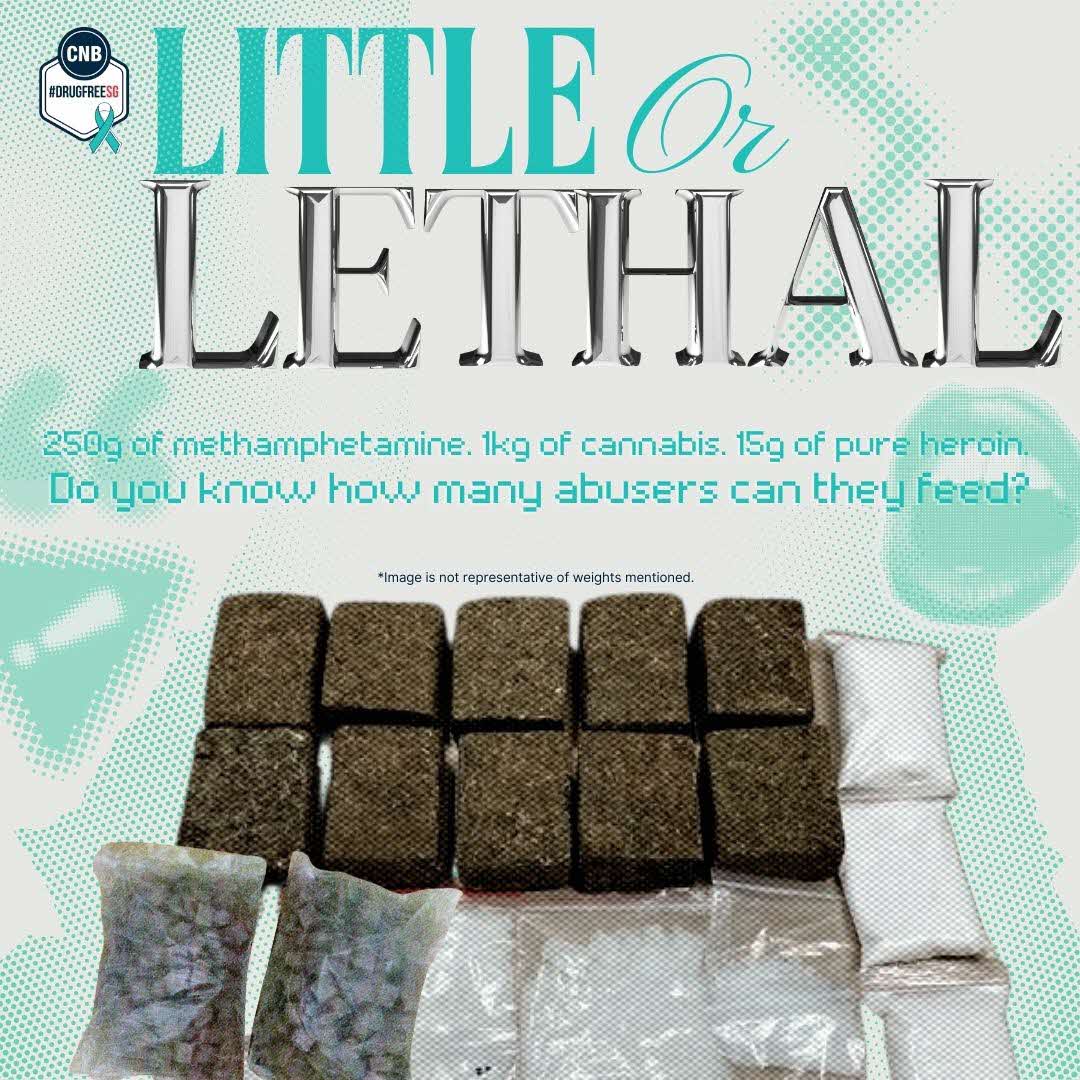 CNB
#DRUGFREESG
LITTLE Or
LETHAL
250g of methamphetamine. 1kg of cannabis. 15g of pure heroin.
Do you know how many abusers can they feed?
*Image is not representative of weights mentioned.